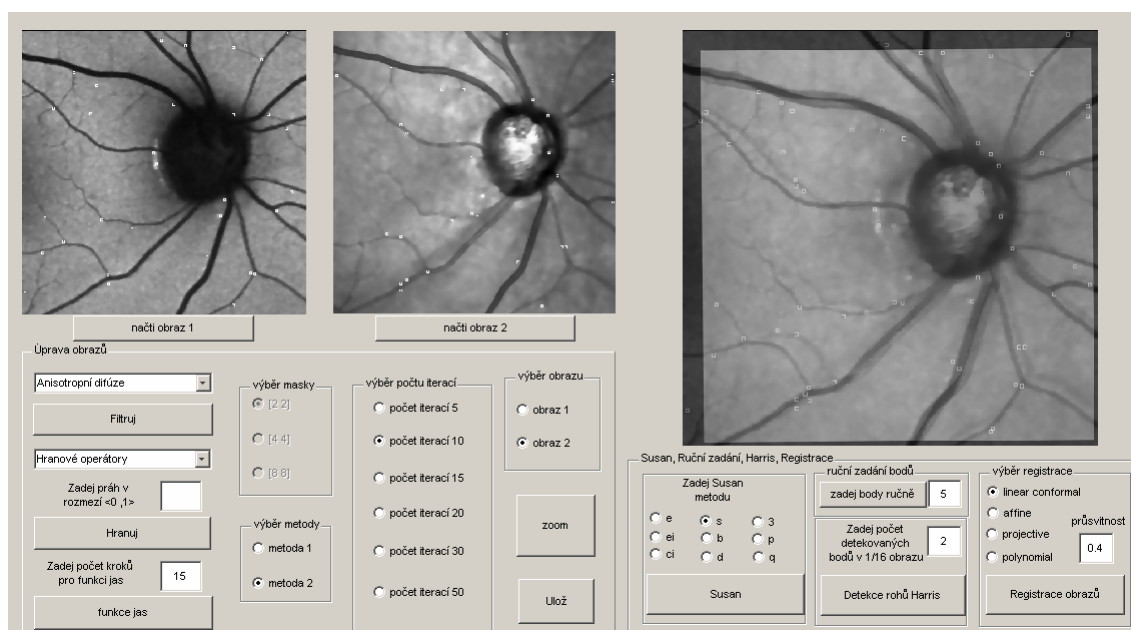 načti obraz 1
načti obraz 2
Úprava obrazů
Anisotropní difúze
Filtruj
Hranové operátory
Zadej práh v
rozmezí <0 ,1>
Hranuj
Zadej počet kroků
pro funkci jas
15
funkce jas
výběr masky
[2 2]
[4 4]
[8 8]
výběr metody
metoda 1
metoda 2
výběr počtu iterací
počet iterací 5
počet iterací 10
počet iterací 15
počet iterací 20
počet iterací 30
počet iterací 50
výběr obrazu
obraz 1
obraz 2
zoom
Ulož
Susan, Ruční zadání, Harris, Registrace
Zadej Susan
metodu
e s 3
ei b p
ci d q
Susan
ruční zadání bodů
zadej body ručně 5
Zadej počet
detekovaných
bodů v 1/16 obrazu
2
Detekce rohů Harris
výběr registrace
linear conformal
affine
projective
polynomial
průsvitnost
0.4
Registrace obrazů